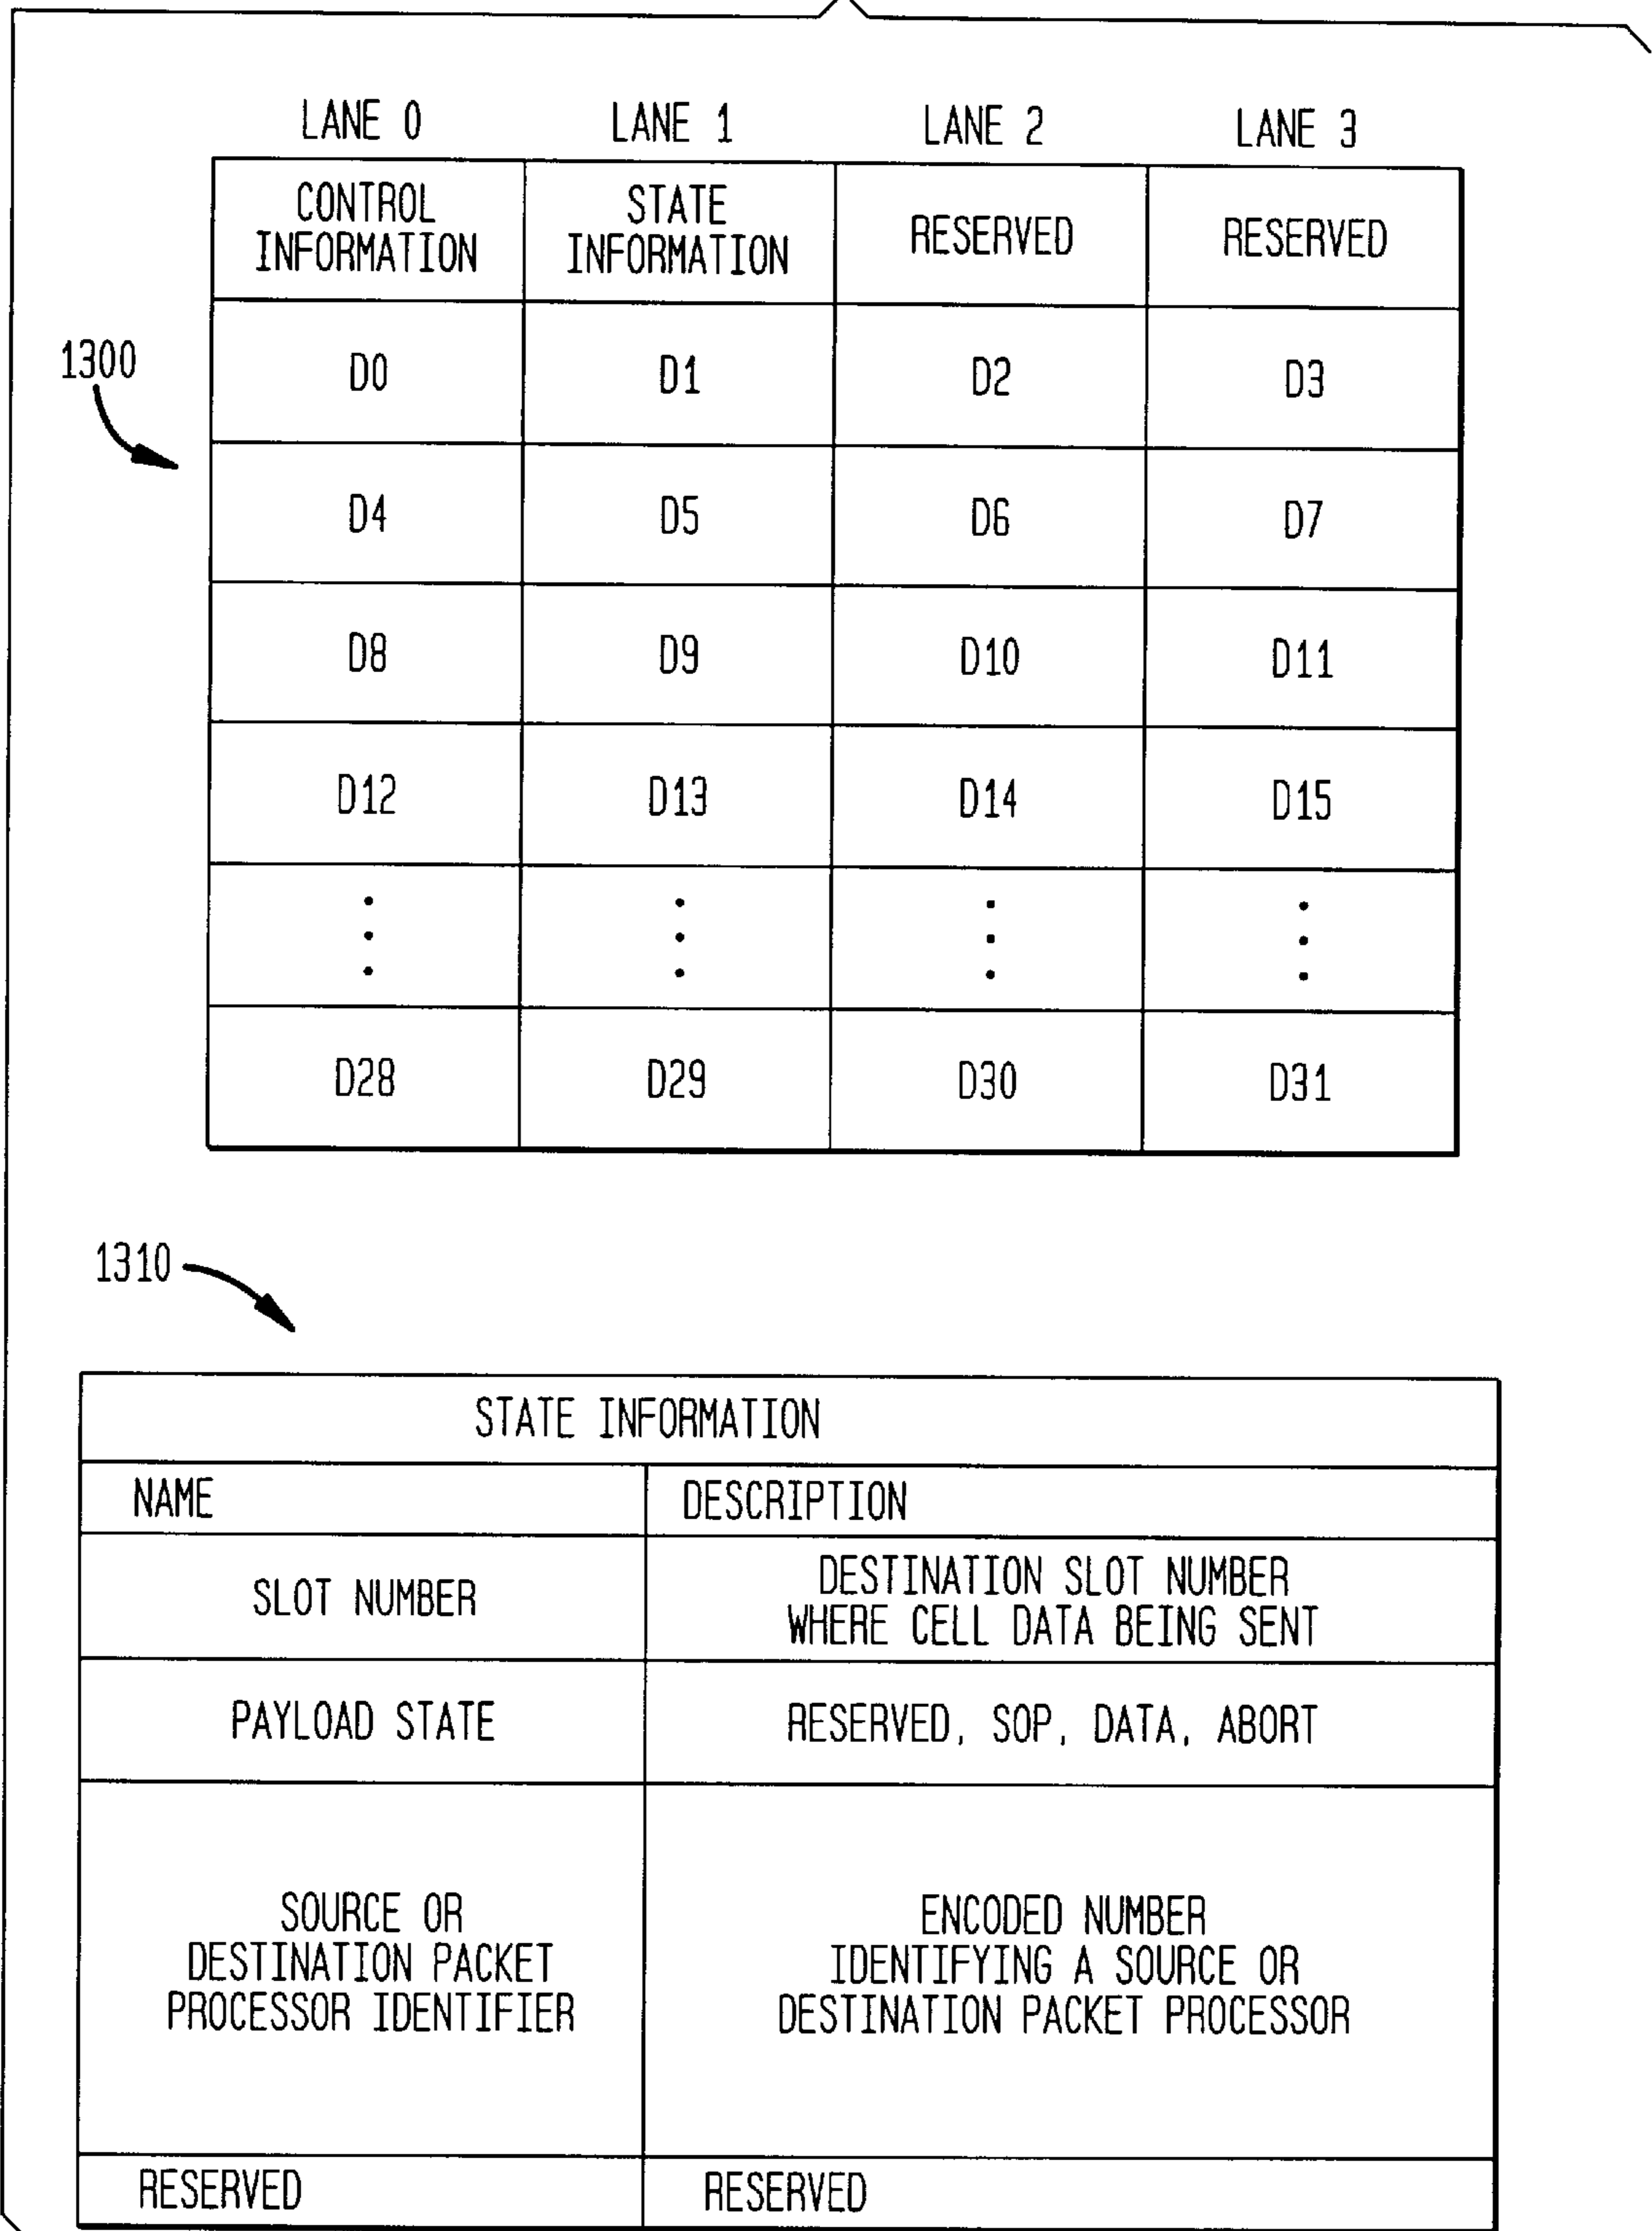 LANE 0 LANE 1 LANE 2 LANE 3
CONTROL INFORMATION STATE INFORMATION RESERVED RESERVED
1300
D0 D1 D2 D3
D4 D5 D6 D7
D8 D9 D10 D11
D12 D13 D14 D15
D28 D29 D30 D31
1310
STATE INFORMATION
NAME DESCRIPTION
SLOT NUMBER
DESTINATION SLOT NUMBER
WHERE CELL DATA BEING SENT
PAYLOAD STATE
RESERVED, SOP, DATA, ABORT
SOURCE OR
DESTINATION PACKET
PROCESSOR IDENTIFIER
ENCODED NUMBER
IDENTIFYING A SOURCE OR
DESTINATION PACKET PROCESSOR
RESERVED RESERVED